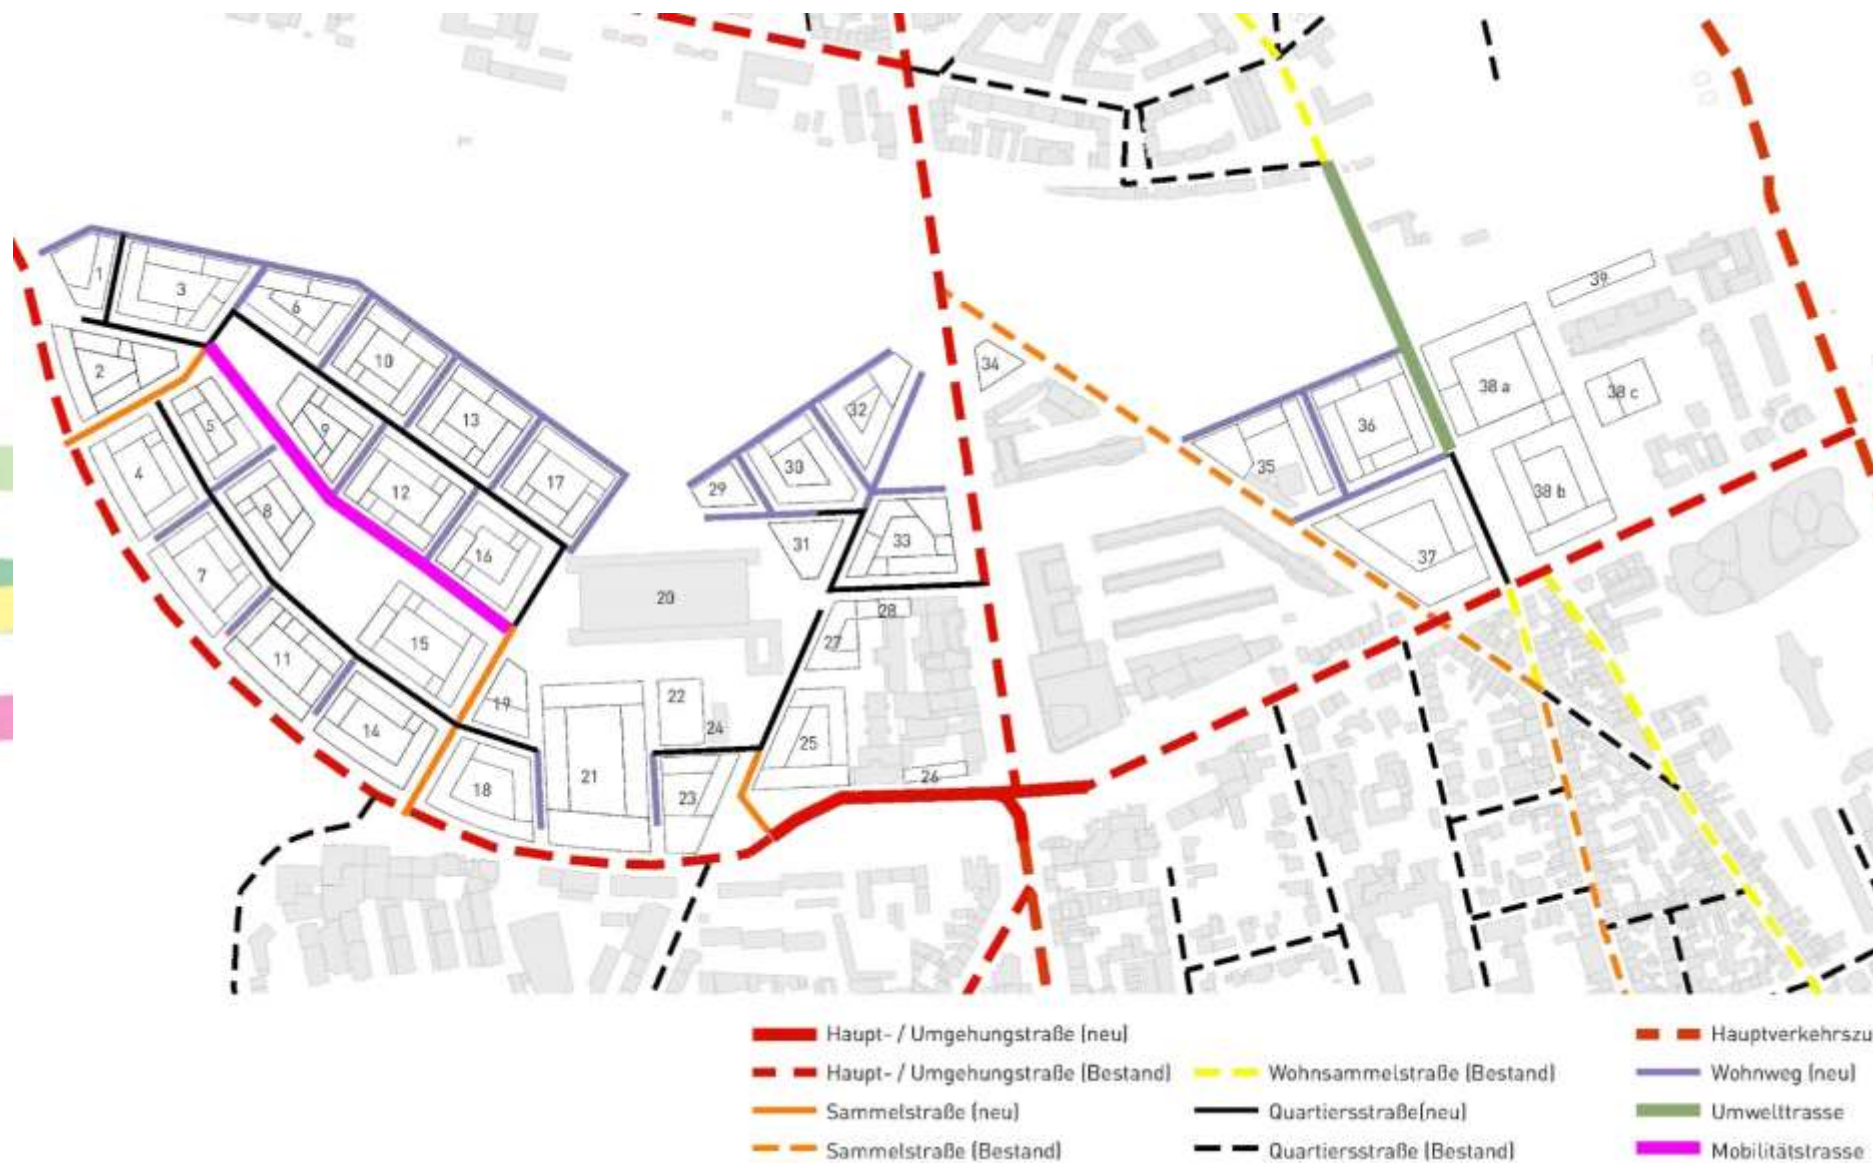 39
1
3
6
34
2
10
38 a
38 c
32
13
5
9
36
35
4
30
17
29
12
38 b
8
31
33
16
37
7
20
28
15
27
11
22
19
24
14
25
21
26
18
23
Haupt- / Umgehungstraße (neu)
Hauptverkehrszu
Haupt- / Umgehungstraße (Bestand)
Wohnsammelstraße (Bestand)
Wohnweg (neu)
Sammelstraße (neu)
Quartiersstraße(neu)
Umwelttrasse
Sammelstraße (Bestand)
Quartiersstraße (Bestand)
Mobilitätstrasse